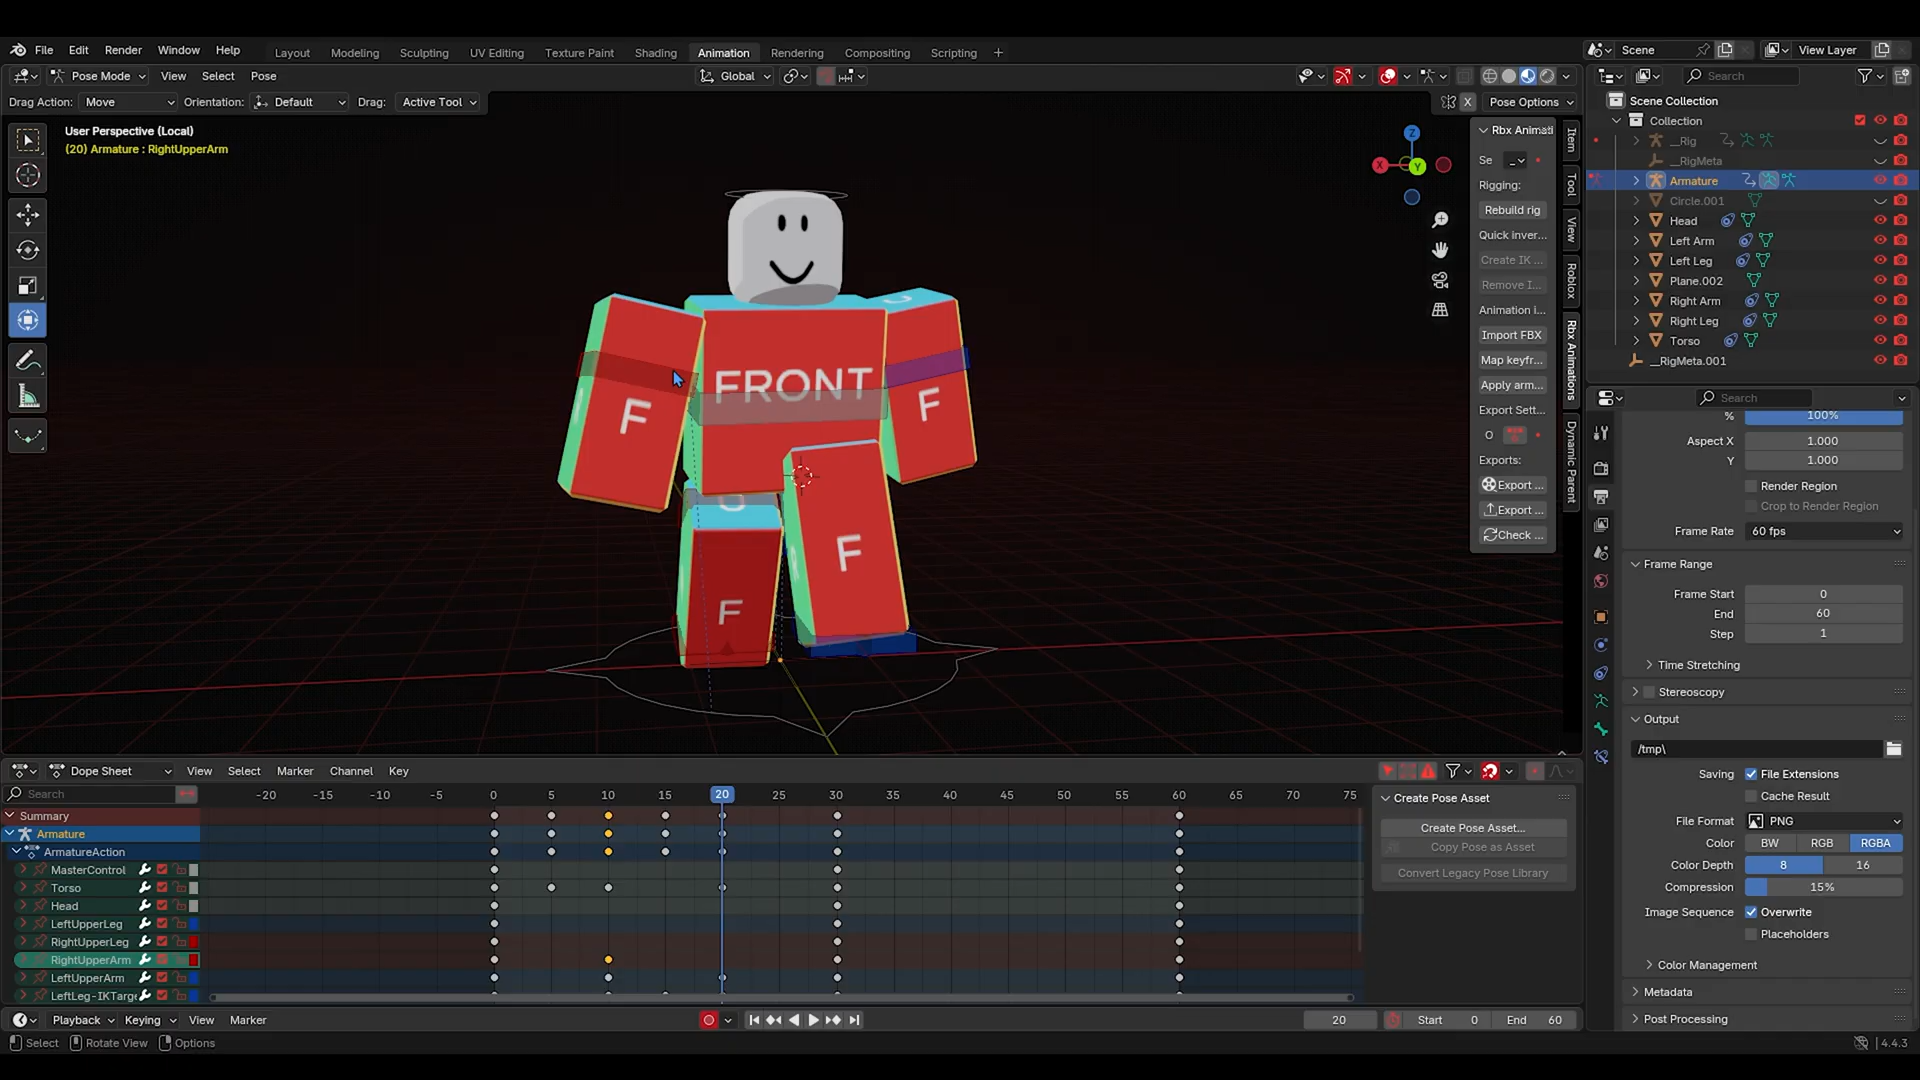 File Edit Render Window Help Layout Modeling Sculpting UV Editing Texture Paint Shading Animation Rendering Compositing Scripting + Scene View Layer
Pose Mode View Select Pose Global Search
Drag Action: Move Orientation: Default Drag: Active Tool X Pose Options
User Perspective (Local)
(20) Armature : RightUpperArm
Z
X
Y
FRONT
F
F
F
F
Rbx Animati
Se
Rigging:
Rebuild rig
Quick inver...
Create IK ...
Remove I...
Animation i...
Import FBX
Map keyfr...
Apply arm...
Export Sett...
O
Exports:
Export ...
Export ...
Check ...
Item
Tool
View
Roblox
Rbx Animations
Dynamic Parent
Scene Collection
Collection
__Rig
__RigMeta
Armature
Circle.001
Head
Left Arm
Left Leg
Plane.002
Right Arm
Right Leg
Torso
__RigMeta.001
Search
% 100%
Aspect X 1.000
Y 1.000
Render Region
Crop to Render Region
Frame Rate 60 fps
Frame Range
Frame Start 0
End 60
Step 1
Time Stretching
Stereoscopy
Output
/tmp\
Saving File Extensions
Cache Result
File Format PNG
Color BW RGB RGBA
Color Depth 8 16
Compression 15%
Image Sequence Overwrite
Placeholders
Color Management
Metadata
Post Processing
Dope Sheet View Select Marker Channel Key
Search
-20 -15 -10 -5 0 5 10 15 20 25 30 35 40 45 50 55 60 65 70 75
Summary
Armature
ArmatureAction
MasterControl
Torso
Head
LeftUpperLeg
RightUpperLeg
RightUpperArm
LeftUpperArm
LeftLeg-IKTarge
Create Pose Asset
Create Pose Asset...
Copy Pose as Asset
Convert Legacy Pose Library
Playback Keying View Marker 20 Start 0 End 60
Select Rotate View Options 4.4.3